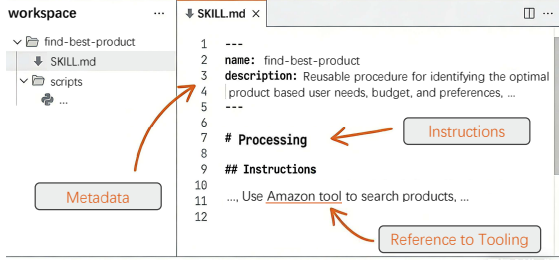 workspace ...
find-best-product
SKILL.md
scripts
...
SKILL.md × ...
1 ---
2 name: find-best-product
3 description: Reusable procedure for identifying the optimal
4 product based user needs, budget, and preferences, ...
5 ---
6
7 # Processing
8
9 ## Instructions
10
11 ..., Use Amazon tool to search products, ...
12
Instructions
Metadata
Reference to Tooling